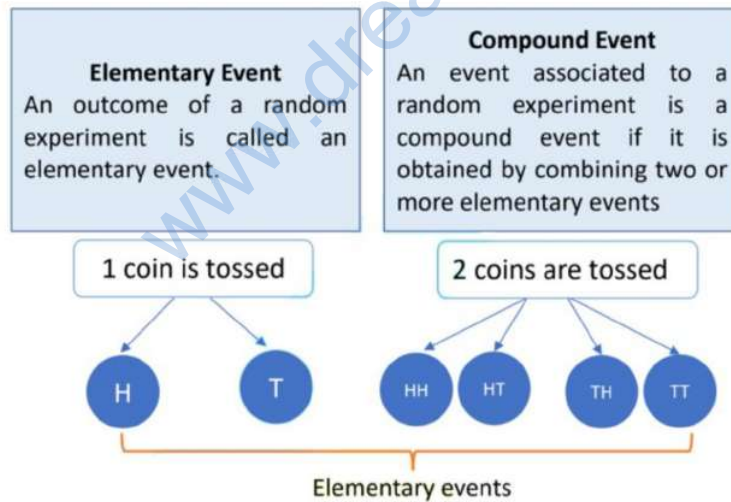 Elementary Event
An outcome of a random
experiment is called an
elementary event.
Compound Event
An event associated to a
random experiment is a
compound event if it is
obtained by combining two or
more elementary events
1 coin is tossed
2 coins are tossed
H
T
HH
HT
TH
TT
Elementary events
www.drea